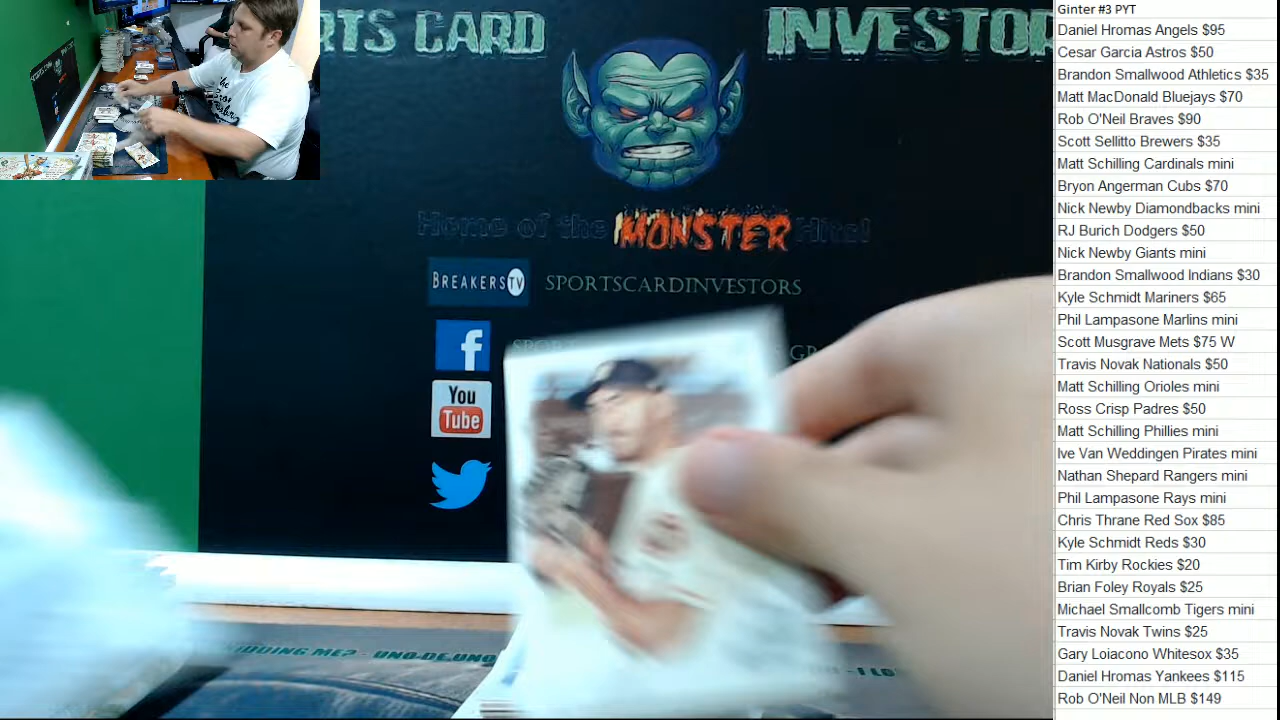 RTS CARD INVESTOR
Home of the MONSTER Hits!
BREAKERSTV SPORTSCARDINVESTORS
f
You
Tube
Ginter #3 PYT
Daniel Hromas Angels $95
Cesar Garcia Astros $50
Brandon Smallwood Athletics $35
Matt MacDonald Bluejays $70
Rob O'Neil Braves $90
Scott Sellitto Brewers $35
Matt Schilling Cardinals mini
Bryon Angerman Cubs $70
Nick Newby Diamondbacks mini
RJ Burich Dodgers $50
Nick Newby Giants mini
Brandon Smallwood Indians $30
Kyle Schmidt Mariners $65
Phil Lampasone Marlins mini
Scott Musgrave Mets $75 W
Travis Novak Nationals $50
Matt Schilling Orioles mini
Ross Crisp Padres $50
Matt Schilling Phillies mini
Ive Van Weddingen Pirates mini
Nathan Shepard Rangers mini
Phil Lampasone Rays mini
Chris Thrane Red Sox $85
Kyle Schmidt Reds $30
Tim Kirby Rockies $20
Brian Foley Royals $25
Michael Smallcomb Tigers mini
Travis Novak Twins $25
Gary Loiacono Whitesox $35
Daniel Hromas Yankees $115
Rob O'Neil Non MLB $149